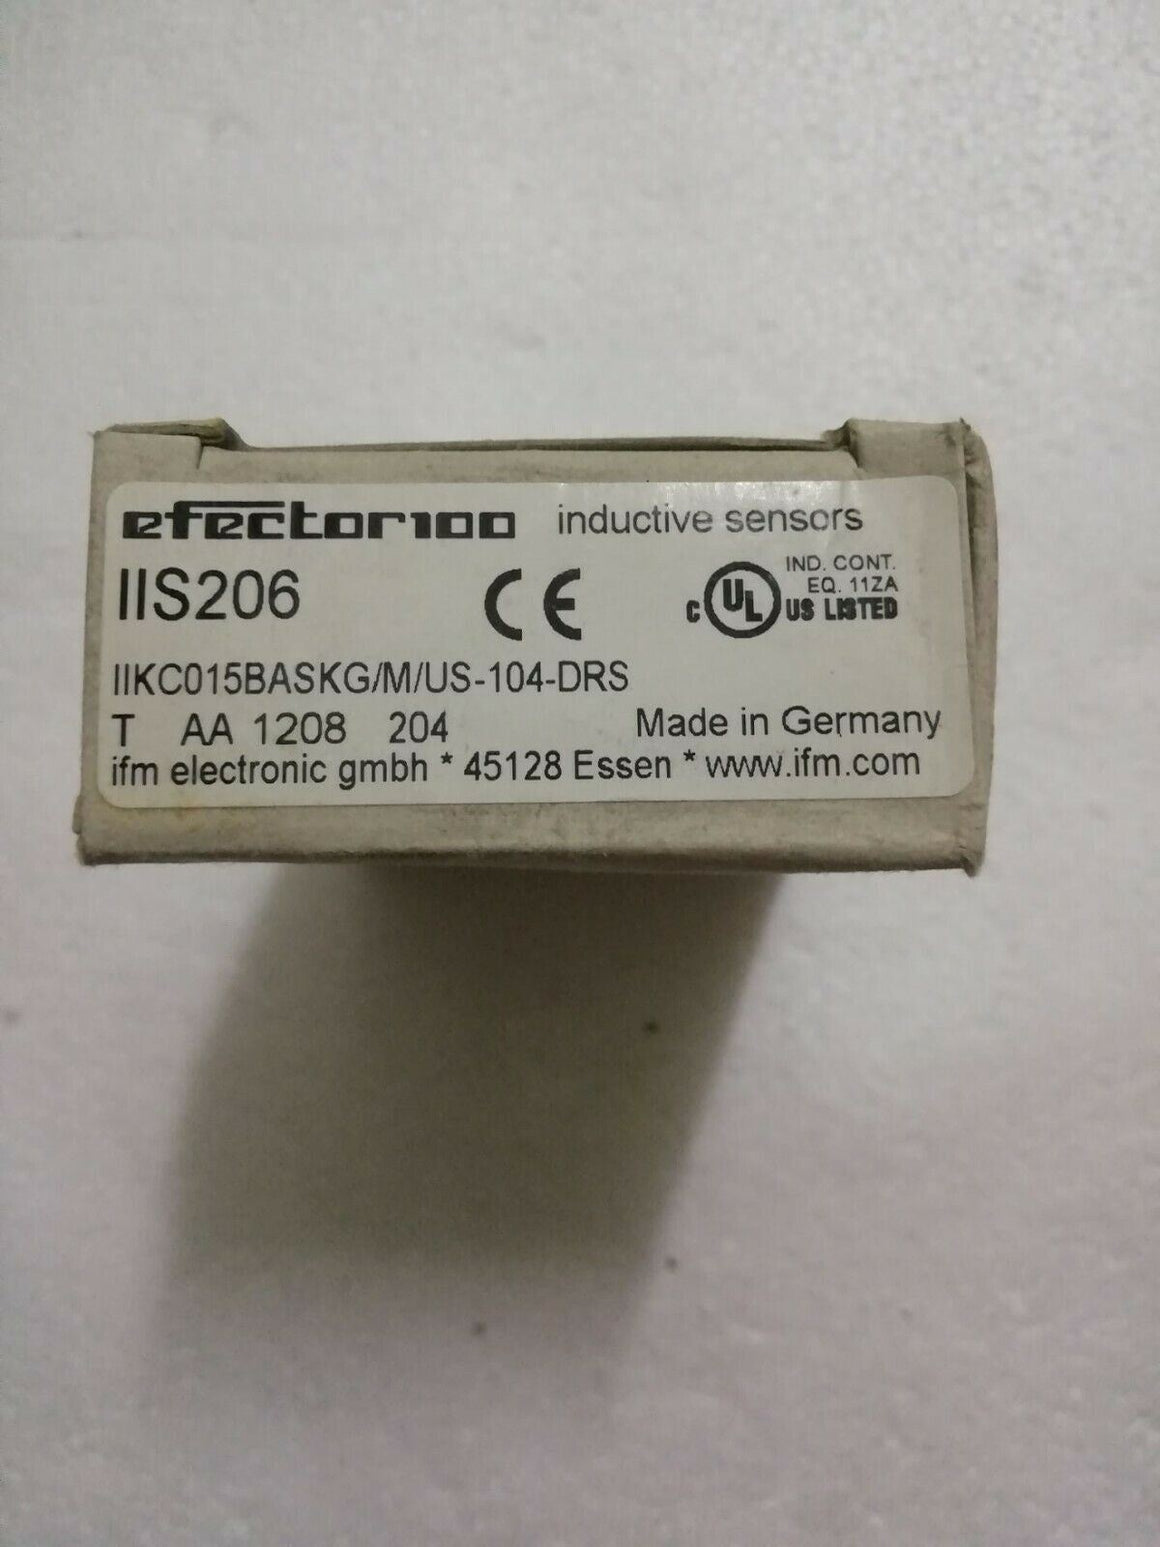 efector100 inductive sensors
IIS206 CE C UL US LISTED IND. CONT. EQ. 11ZA
IIKC015BASKG/M/US-104-DRS
T AA 1208 204 Made in Germany
ifm electronic gmbh * 45128 Essen * www.ifm.com